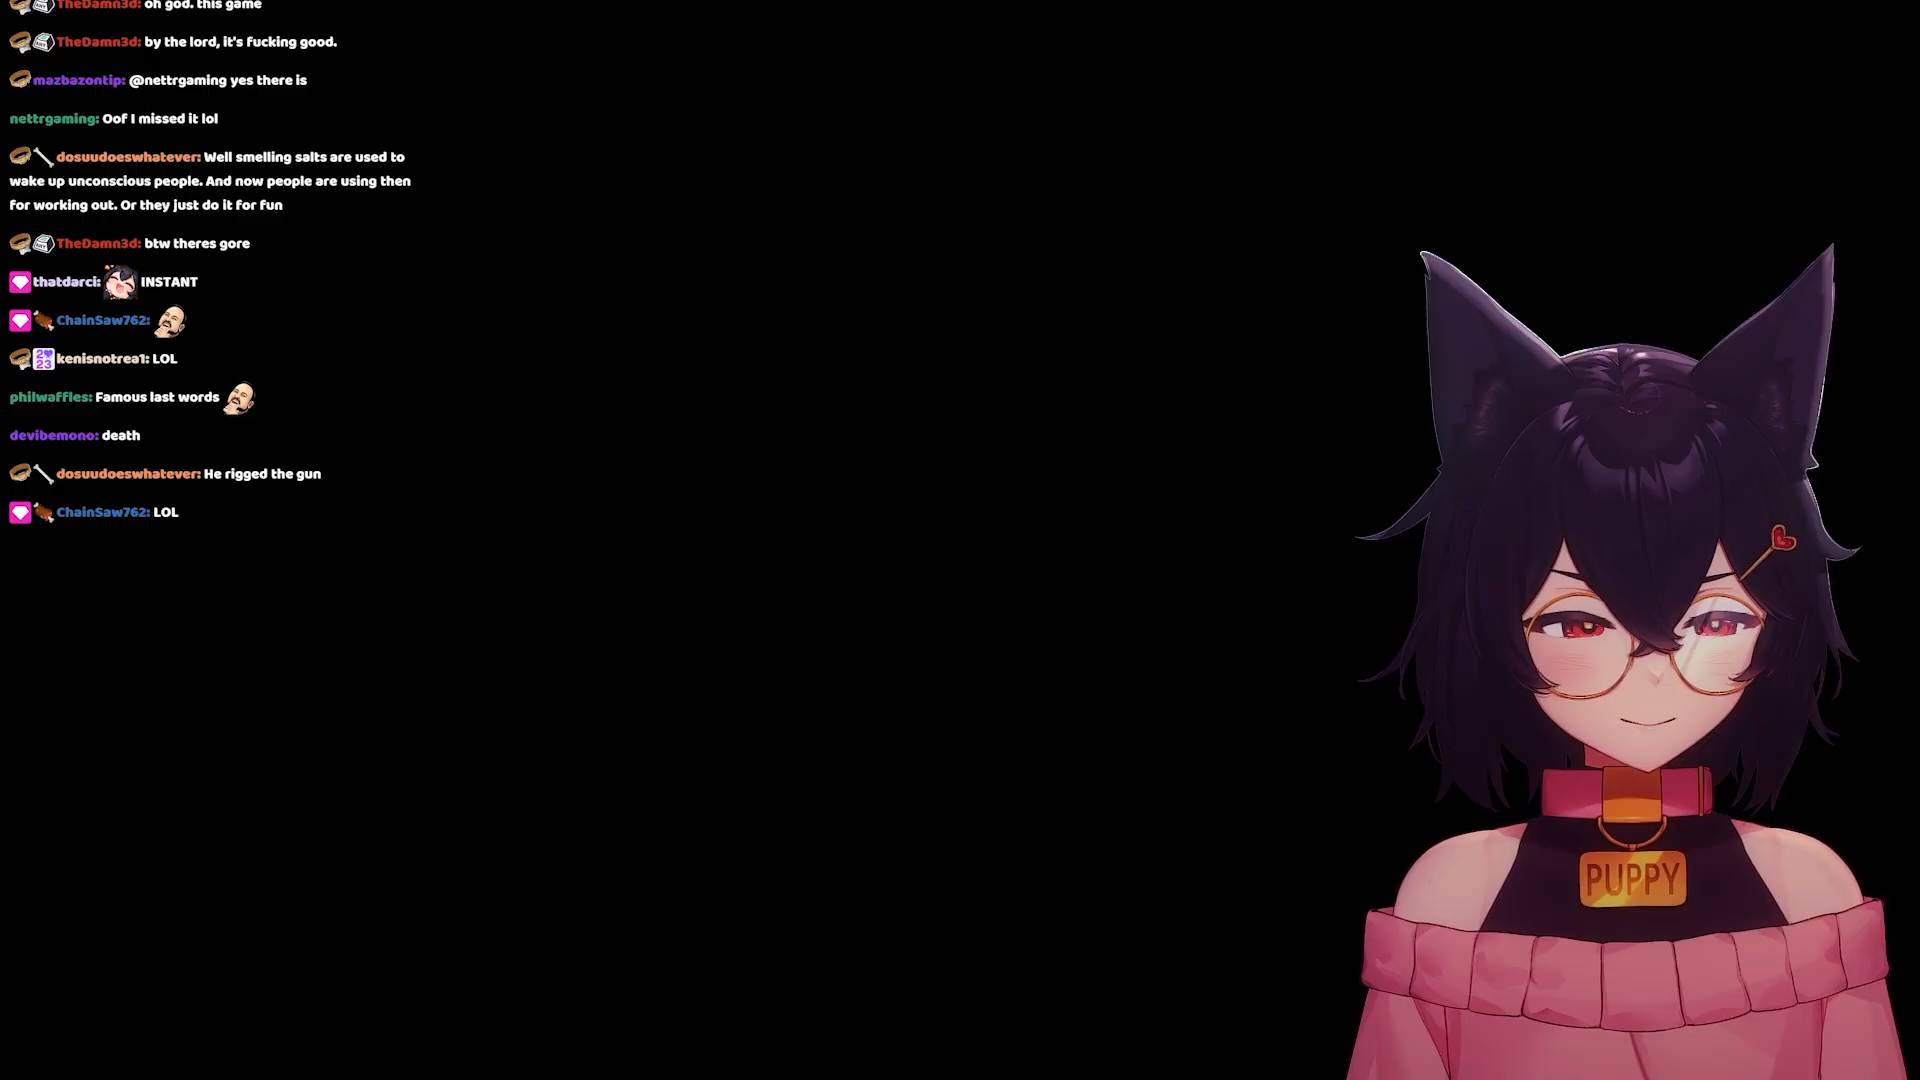 TheDamn3d: oh god. this game
TheDamn3d: by the lord, it's fucking good.
mazbazontip: @nettrgaming yes there is
nettrgaming: Oof I missed it lol
dosuudoeswhatever: Well smelling salts are used to
wake up unconscious people. And now people are using then
for working out. Or they just do it for fun
TheDamn3d: btw theres gore
thatdarci: INSTANT
ChainSaw762:
2 23 kenisnotrea1: LOL
philwaffles: Famous last words
devibemono: death
dosuudoeswhatever: He rigged the gun
ChainSaw762: LOL
PUPPY